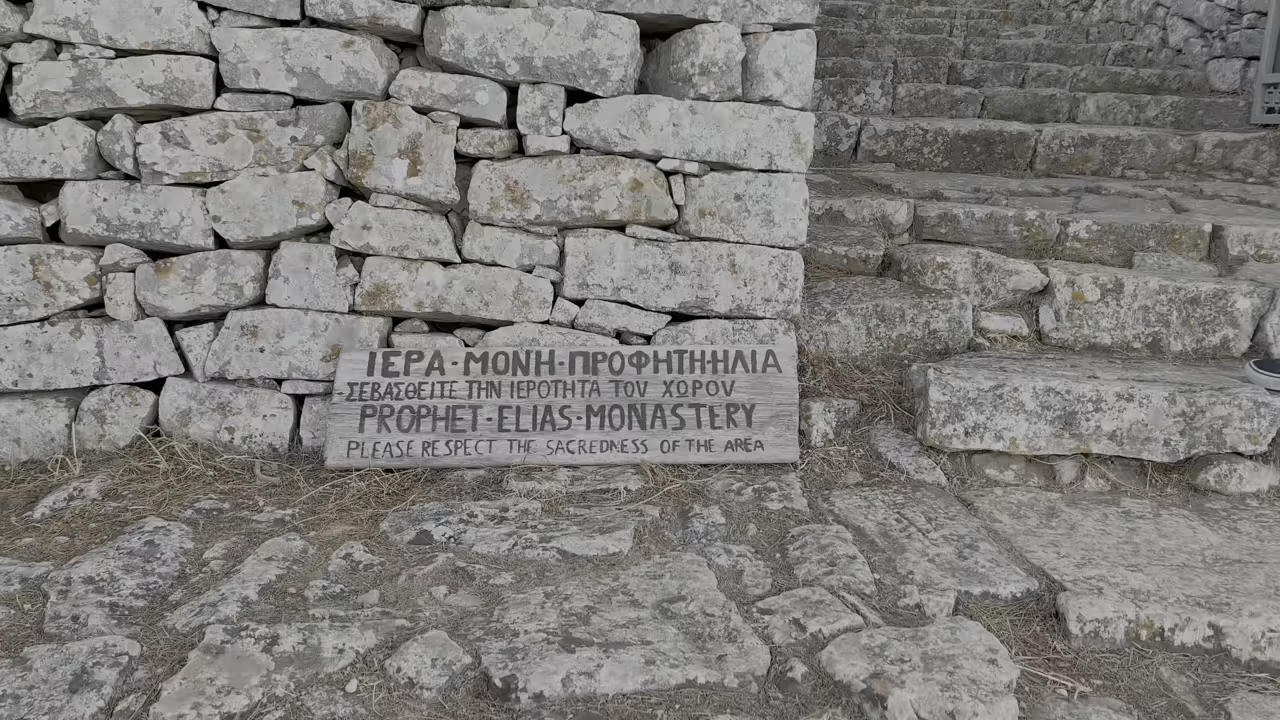 ΙΕΡΑ·ΜΟΝΗ·ΠΡΟΦΗΤΗ·ΗΛΙΑ
-ΣΕΒΑΣΘΕΙΤΕ ΤΗΝ ΙΕΡΟΤΗΤΑ ΤΟΥ ΧΩΡΟΥ
PROPHET·ELIAS·MONASTERY
PLEASE RESPECT THE SACREDNESS OF THE AREA